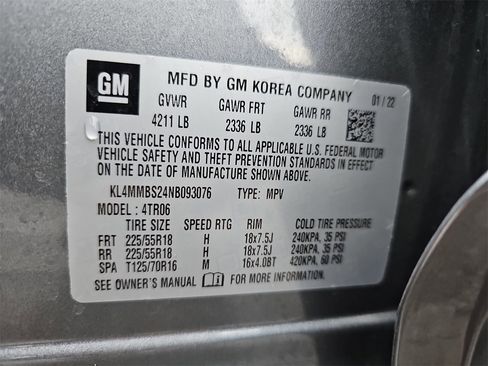 GM MFD BY GM KOREA COMPANY 01/22
GVWR GAWR FRT GAWR RR
4211 LB 2336 LB 2336 LB
THIS VEHICLE CONFORMS TO ALL APPLICABLE U.S. FEDERAL MOTOR
VEHICLE SAFETY AND THEFT PREVENTION STANDARDS IN EFFECT
ON THE DATE OF MANUFACTURE SHOWN ABOVE.
KL4MMBS24NB093076 TYPE: MPV
MODEL: 4TR06
TIRE SIZE SPEED RTG RIM COLD TIRE PRESSURE
FRT 225/55R18 H 18x7.5J 240KPA, 35 PSI
RR 225/55R18 H 18x7.5J 240KPA, 35 PSI
SPA T125/70R16 M 16x4.0BT 420KPA, 60 PSI
SEE OWNER'S MANUAL FOR MORE INFORMATION.